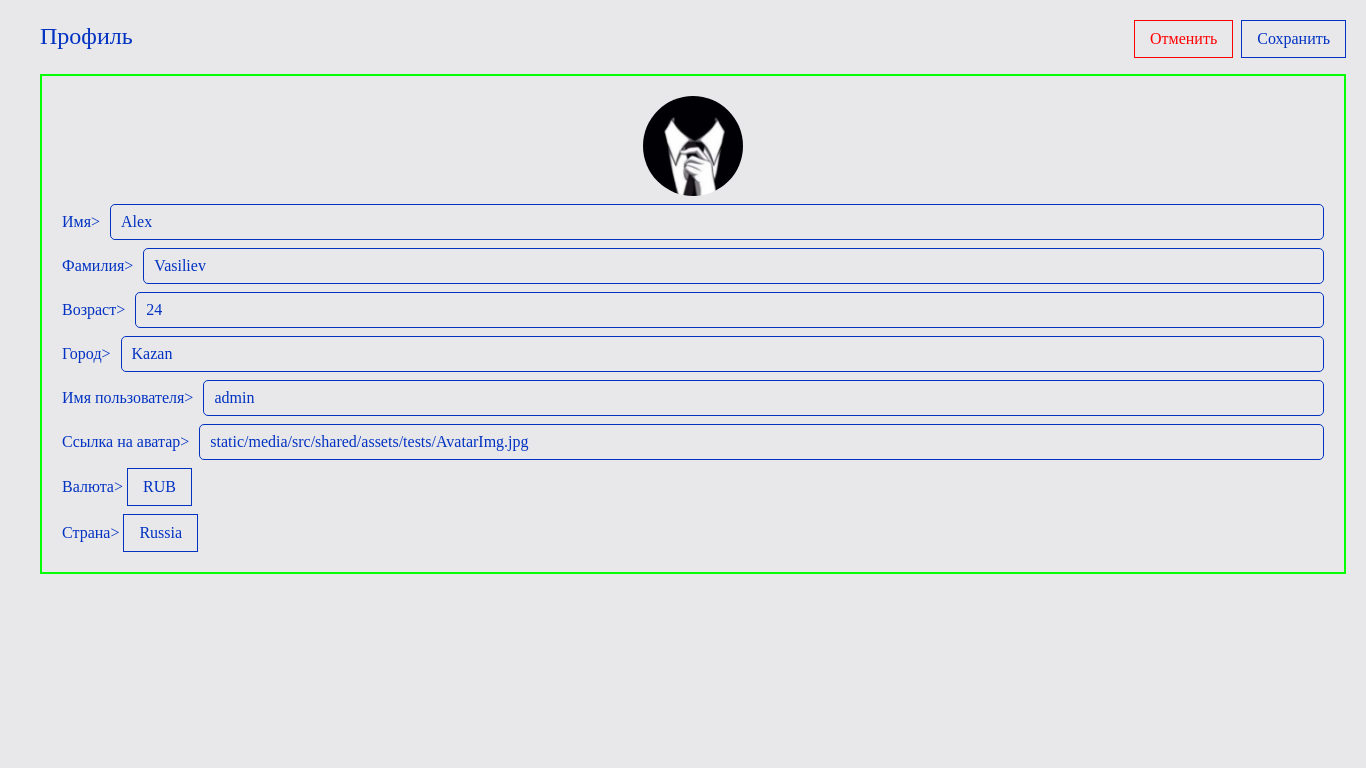 Профиль
Отменить
Сохранить
Имя> Alex
Фамилия> Vasiliev
Возраст> 24
Город> Kazan
Имя пользователя> admin
Ссылка на аватар> static/media/src/shared/assets/tests/AvatarImg.jpg
Валюта> RUB
Страна> Russia